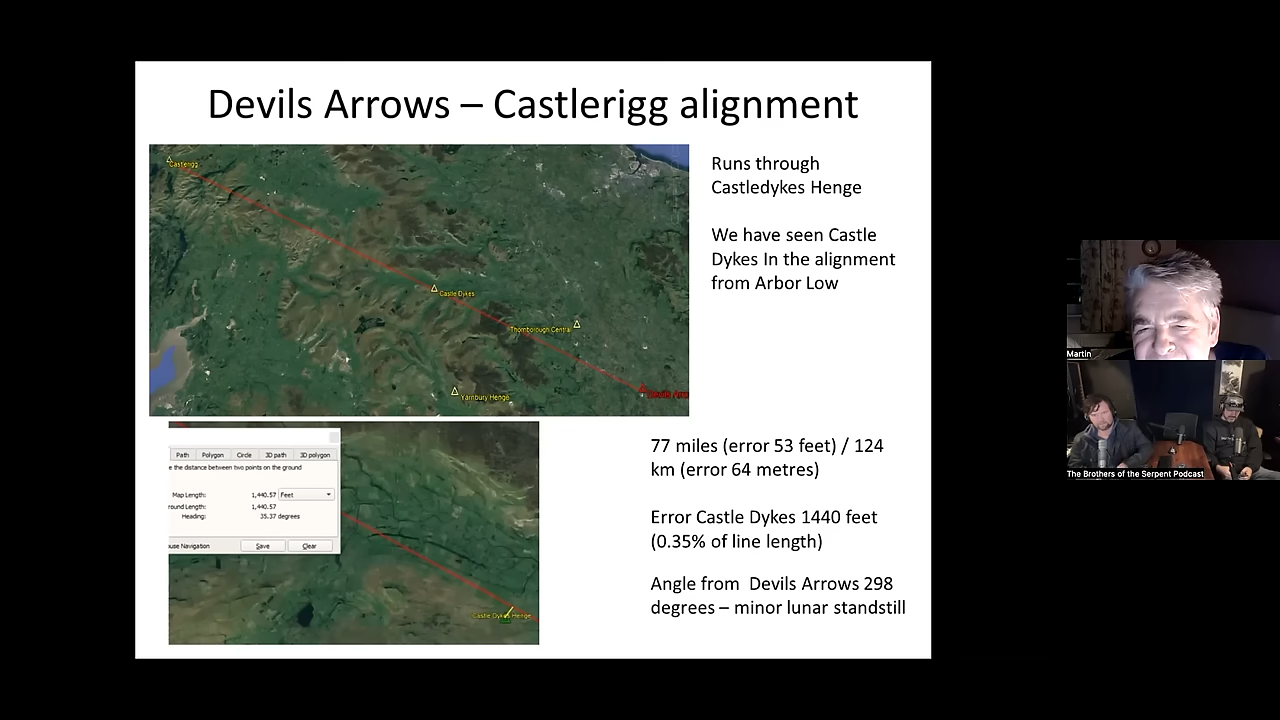 Devils Arrows – Castlerigg alignment
Castlerigg
Castle Dykes
Thornborough Central
Yarnbury Henge
Devils Arro
Runs through
Castledykes Henge
We have seen Castle
Dykes In the alignment
from Arbor Low
Path Polygon Circle 3D path 3D polygon
e the distance between two points on the ground
Map Length: 1,440.57 Feet
round Length: 1,440.57
Heading: 35.37 degrees
ouse Navigation Save Clear
Castle Dykes Henge
77 miles (error 53 feet) / 124
km (error 64 metres)
Error Castle Dykes 1440 feet
(0.35% of line length)
Angle from Devils Arrows 298
degrees – minor lunar standstill
Martin
The Brothers of the Serpent Podcast